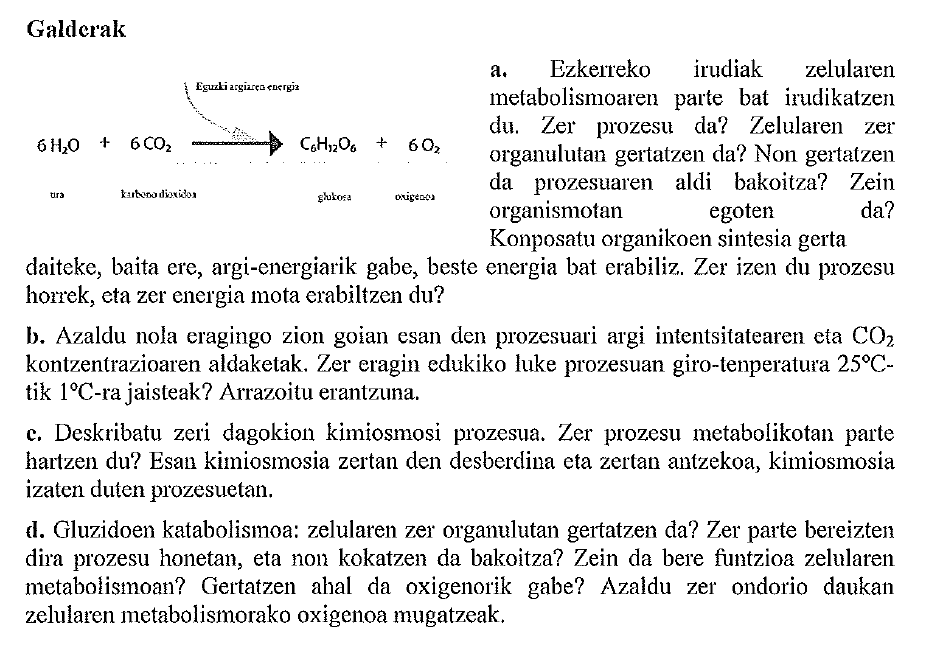 Galderak
Eguzki argiaren energia
6 H₂O + 6 CO₂ C₆H₁₂O₆ + 6 O₂
ura karbono dioxidoa glukosa oxigenoa
a. Ezkerreko irudiak zelularen
metabolismoaren parte bat irudikatzen
du. Zer prozesu da? Zelularen zer
organulutan gertatzen da? Non gertatzen
da prozesuaren aldi bakoitza? Zein
organismotan egoten da?
Konposatu organikoen sintesia gerta
daiteke, baita ere, argi-energiarik gabe, beste energia bat erabiliz. Zer izen du prozesu
horrek, eta zer energia mota erabiltzen du?
b. Azaldu nola eragingo zion goian esan den prozesuari argi intentsitatearen eta CO₂
kontzentrazioaren aldaketak. Zer eragin edukiko luke prozesuan giro-tenperatura 25ºC-
tik 1ºC-ra jaisteak? Arrazoitu erantzuna.
c. Deskribatu zeri dagokion kimiosmosi prozesua. Zer prozesu metabolikotan parte
hartzen du? Esan kimiosmosia zertan den desberdina eta zertan antzekoa, kimiosmosia
izaten duten prozesuetan.
d. Gluzidoen katabolismoa: zelularen zer organulutan gertatzen da? Zer parte bereizten
dira prozesu honetan, eta non kokatzen da bakoitza? Zein da bere funtzioa zelularen
metabolismoan? Gertatzen ahal da oxigenorik gabe? Azaldu zer ondorio daukan
zelularen metabolismorako oxigenoa mugatzeak.